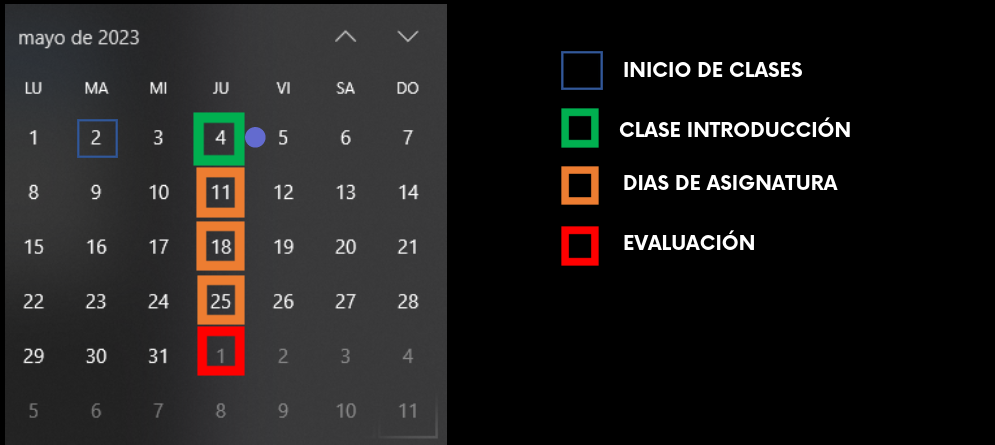 mayo de 2023
LU MA MI JU VI SA DO
1 2 3 4 5 6 7
8 9 10 11 12 13 14
15 16 17 18 19 20 21
22 23 24 25 26 27 28
29 30 31 1 2 3 4
5 6 7 8 9 10 11
INICIO DE CLASES
CLASE INTRODUCCIÓN
DIAS DE ASIGNATURA
EVALUACIÓN